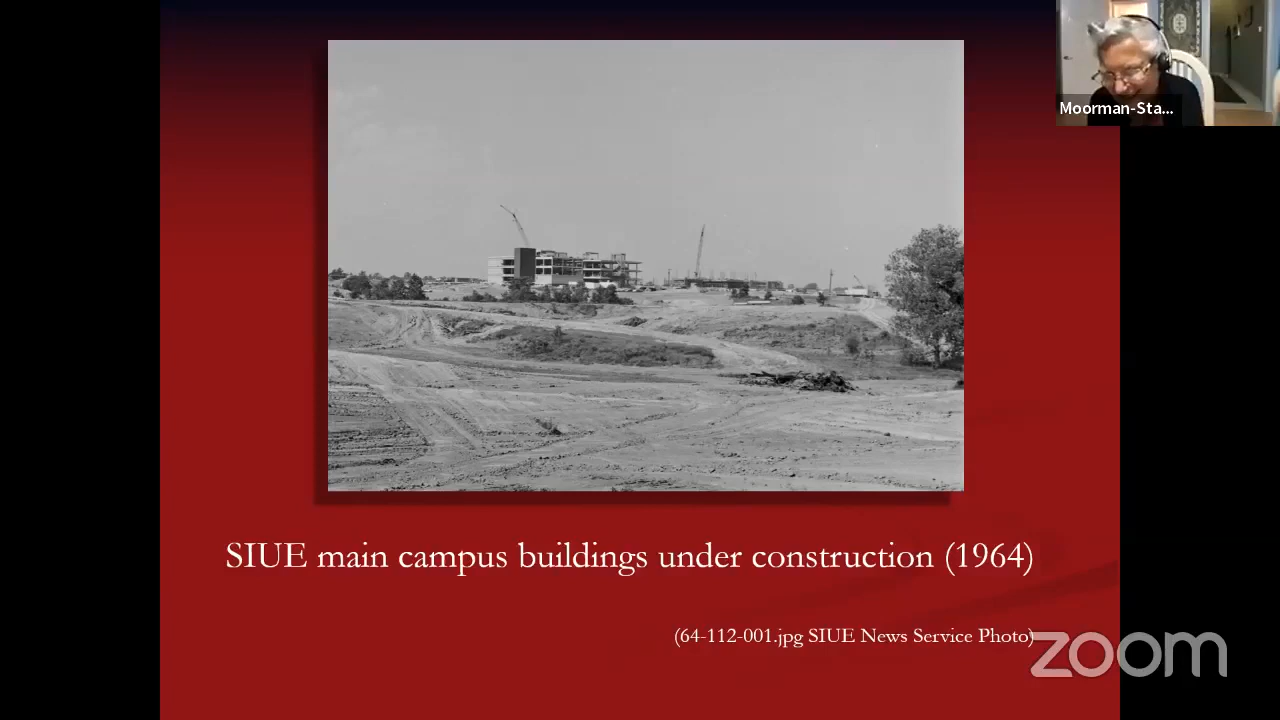 Moorman-Sta...
SIUE main campus buildings under construction (1964)
(64-112-001.jpg SIUE News Service Photo)
zoom